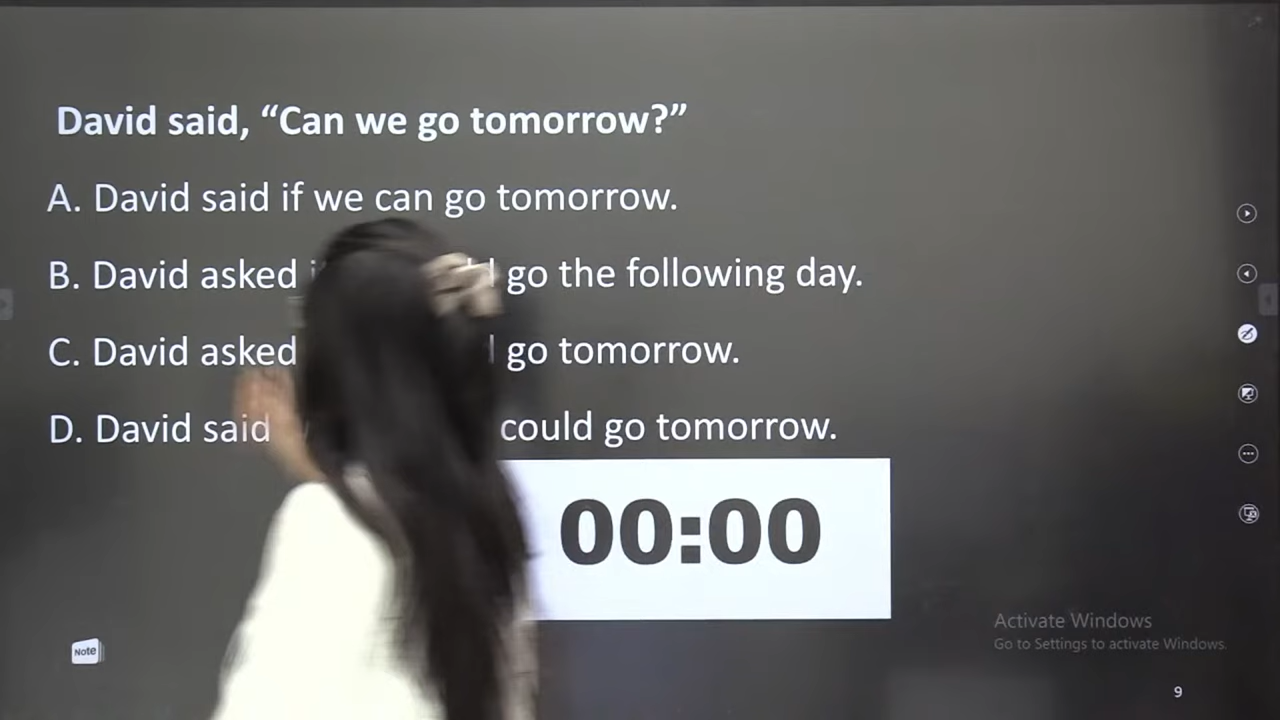 David said, “Can we go tomorrow?”
A. David said if we can go tomorrow.
B. David asked go the following day.
C. David asked go tomorrow.
D. David said could go tomorrow.
00:00
Activate Windows
Go to Settings to activate Windows.
Note
9